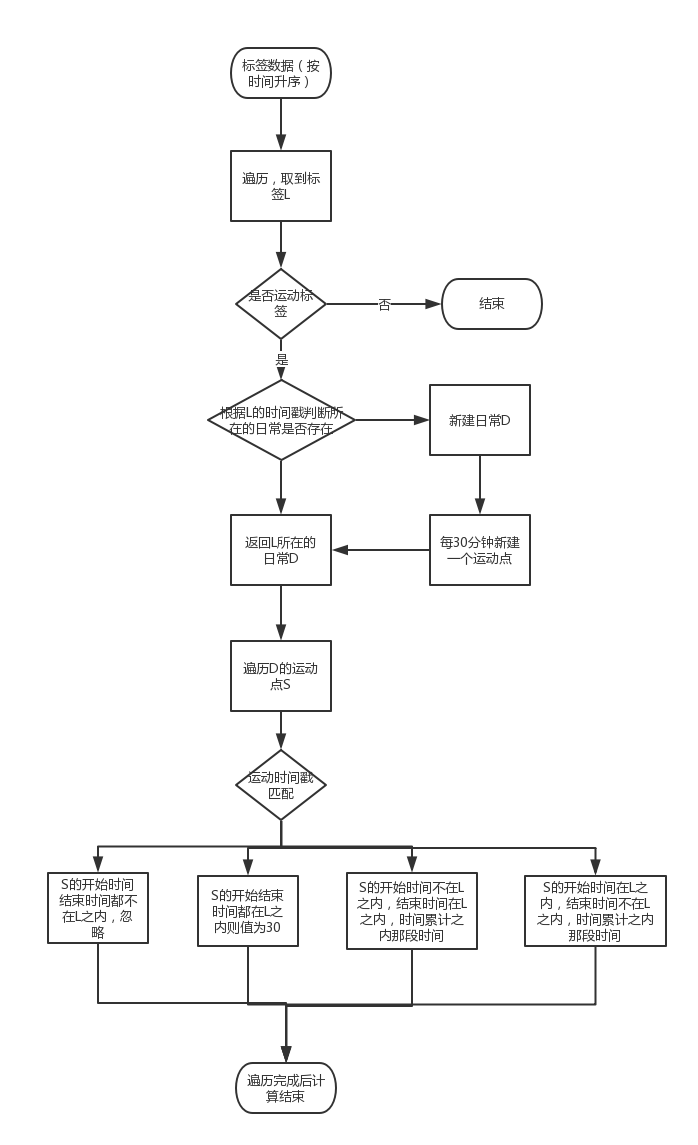 标签数据（按
时间升序）
遍历，取到标
签L
是否运动标
签
否
结束
是
根据L的时间戳判断所
在的日常是否存在
新建日常D
返回L所在的
日常D
每30分钟新建
一个运动点
遍历D的运动
点S
运动时间戳
匹配
S的开始时间
结束时间都不
在L之内，忽
略
S的开始结束
时间都在L之
内则值为30
S的开始时间不在L
之内，结束时间在L
之内，时间累计之
内那段时间
S的开始时间在L之
内，结束时间不在L
之内，时间累计之内
那段时间
遍历完成后计
算结束